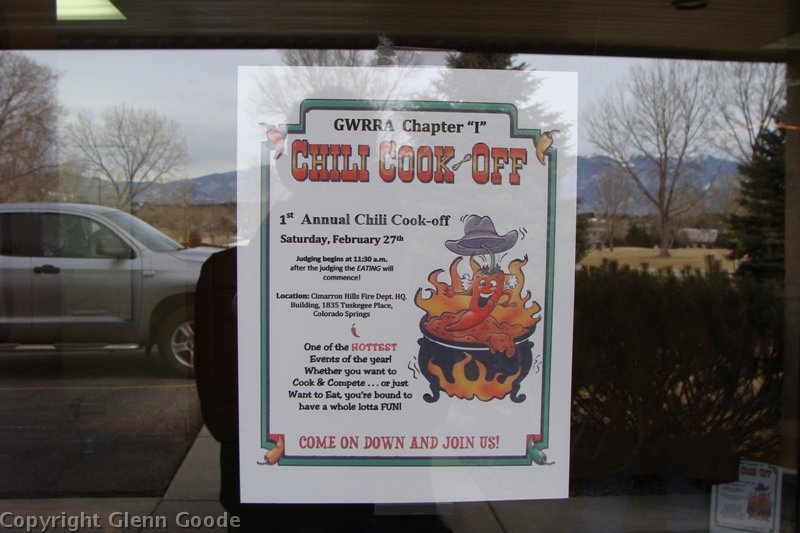 GWRRA Chapter "I"
CHILI COOK-OFF
1st Annual Chili Cook-off
Saturday, February 27th
Judging begins at 11:30 a.m.
after the judging the EATING will
commence!
Location: Cimarron Hills Fire Dept. HQ.
Building, 1835 Tuskegee Place,
Colorado Springs
One of the HOTTEST
Events of the year!
Whether you want to
Cook & Compete . . . or just
Want to Eat, you're bound to
have a whole lotta FUN!
COME ON DOWN AND JOIN US!
COOK-OFF
Copyright Glenn Goode